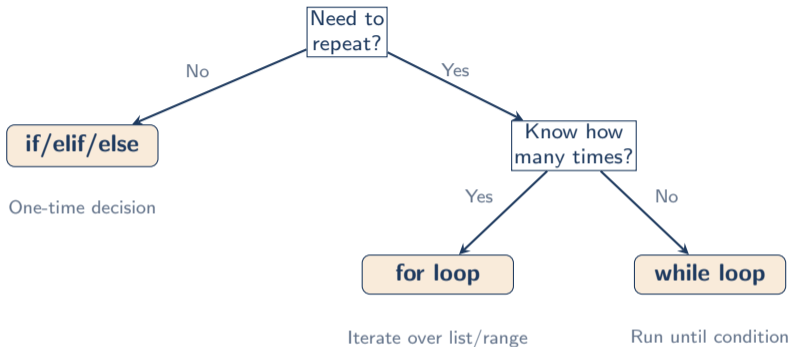 Need to
repeat?
No
Yes
if/elif/else
Know how
many times?
One-time decision
Yes
No
for loop
while loop
Iterate over list/range
Run until condition